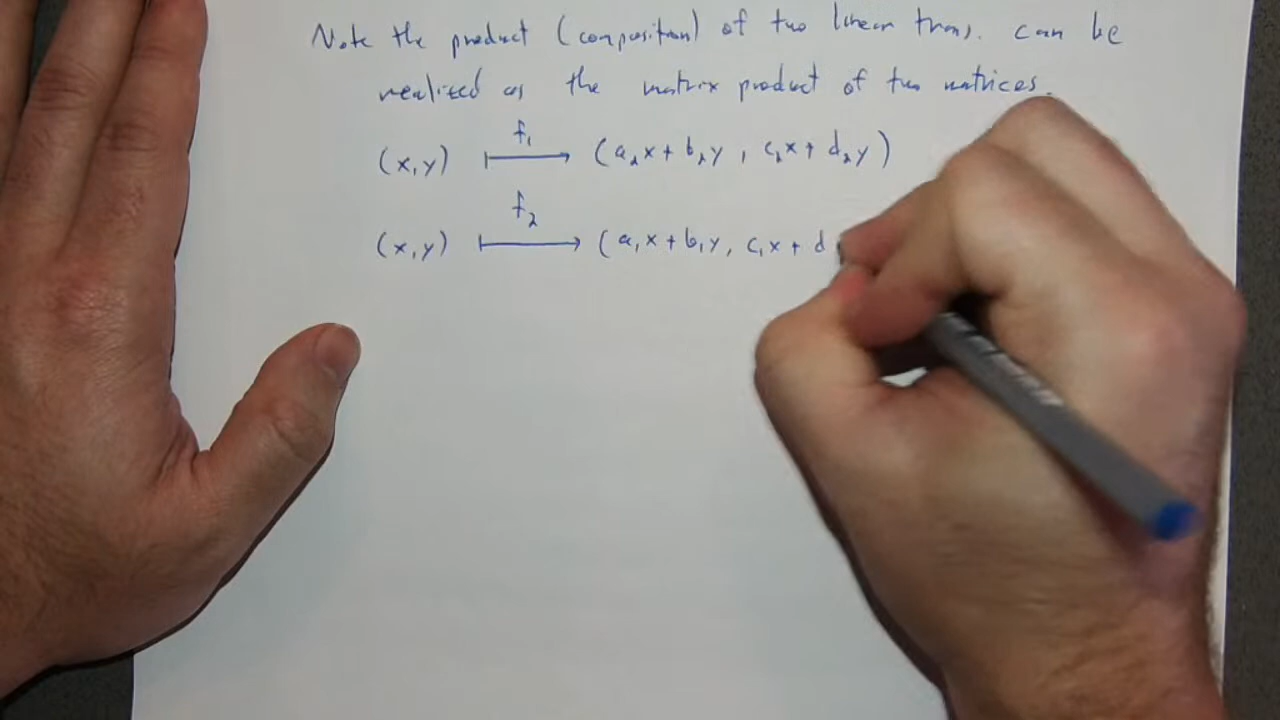 Note the product (composition) of two linear trans. can be
realized as the matrix product of two matrices.
(x,y) ⟼ f₁ (a₂x + b₂y , c₂x + d₂y)
(x,y) ⟼ f₂ (a₁x + b₁y, c₁x + d